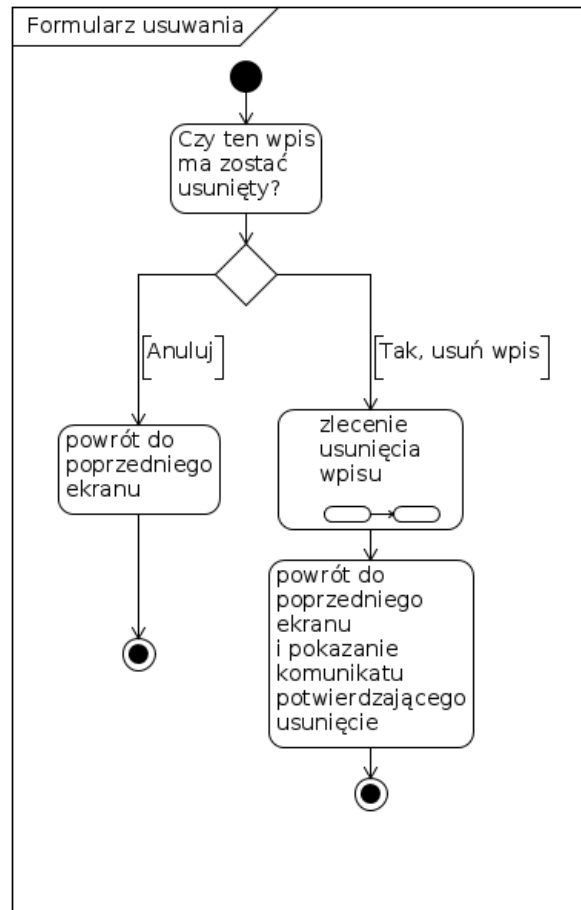 Formularz usuwania
Czy ten wpis
ma zostać
usunięty?
[Anuluj]
[Tak, usuń wpis]
powrót do
poprzedniego
ekranu
zlecenie
usunięcia
wpisu
powrót do
poprzedniego
ekranu
i pokazanie
komunikatu
potwierdzającego
usunięcie